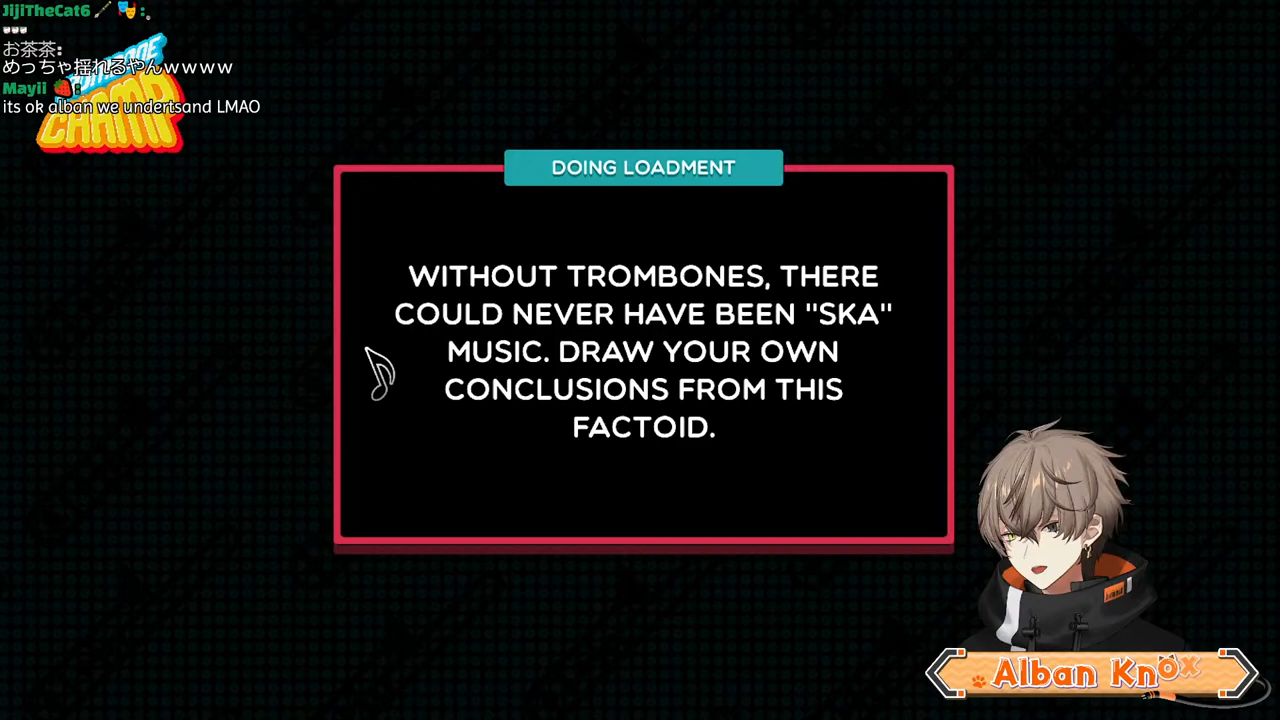 JijiTheCat6 :
お茶茶:
めっちゃ揺れるやんwwww
Mayii :
its ok alban we undertsand LMAO
TROMBONE
CHAMP
DOING LOADMENT
WITHOUT TROMBONES, THERE
COULD NEVER HAVE BEEN "SKA"
MUSIC. DRAW YOUR OWN
CONCLUSIONS FROM THIS
FACTOID.
Alban Knox